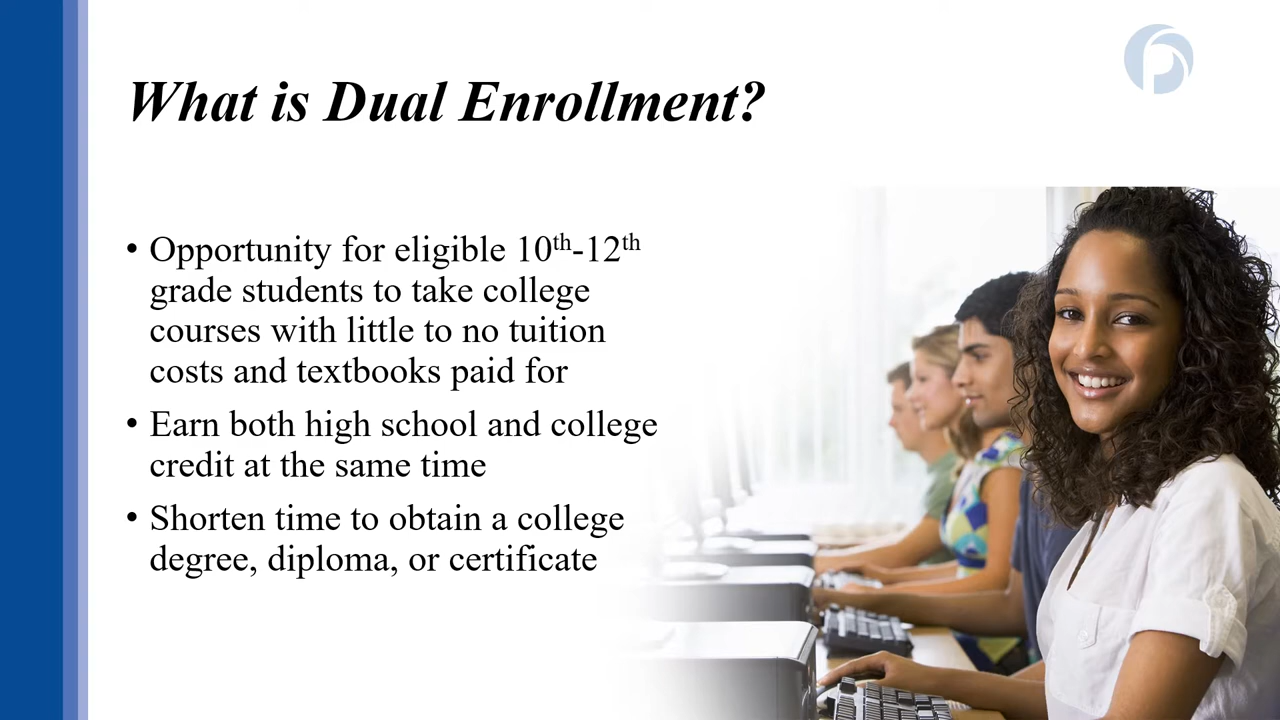 What is Dual Enrollment?
• Opportunity for eligible 10th-12th
grade students to take college
courses with little to no tuition
costs and textbooks paid for
• Earn both high school and college
credit at the same time
• Shorten time to obtain a college
degree, diploma, or certificate